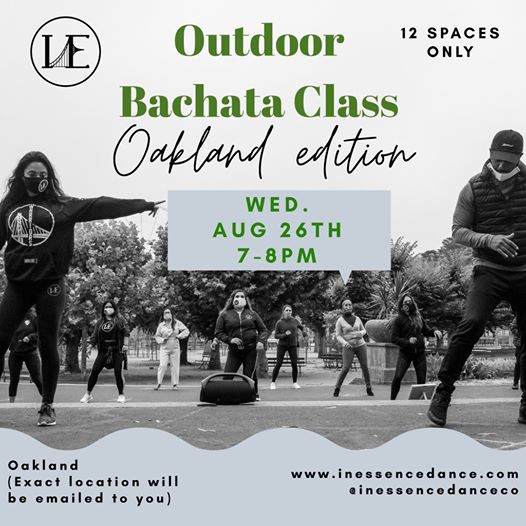 LE
12 SPACES
ONLY
Outdoor
Bachata Class
Oakland edition
WED.
AUG 26TH
7-8PM
Oakland
(Exact location will
be emailed to you)
www.inessencedance.com
@inessencedanceco